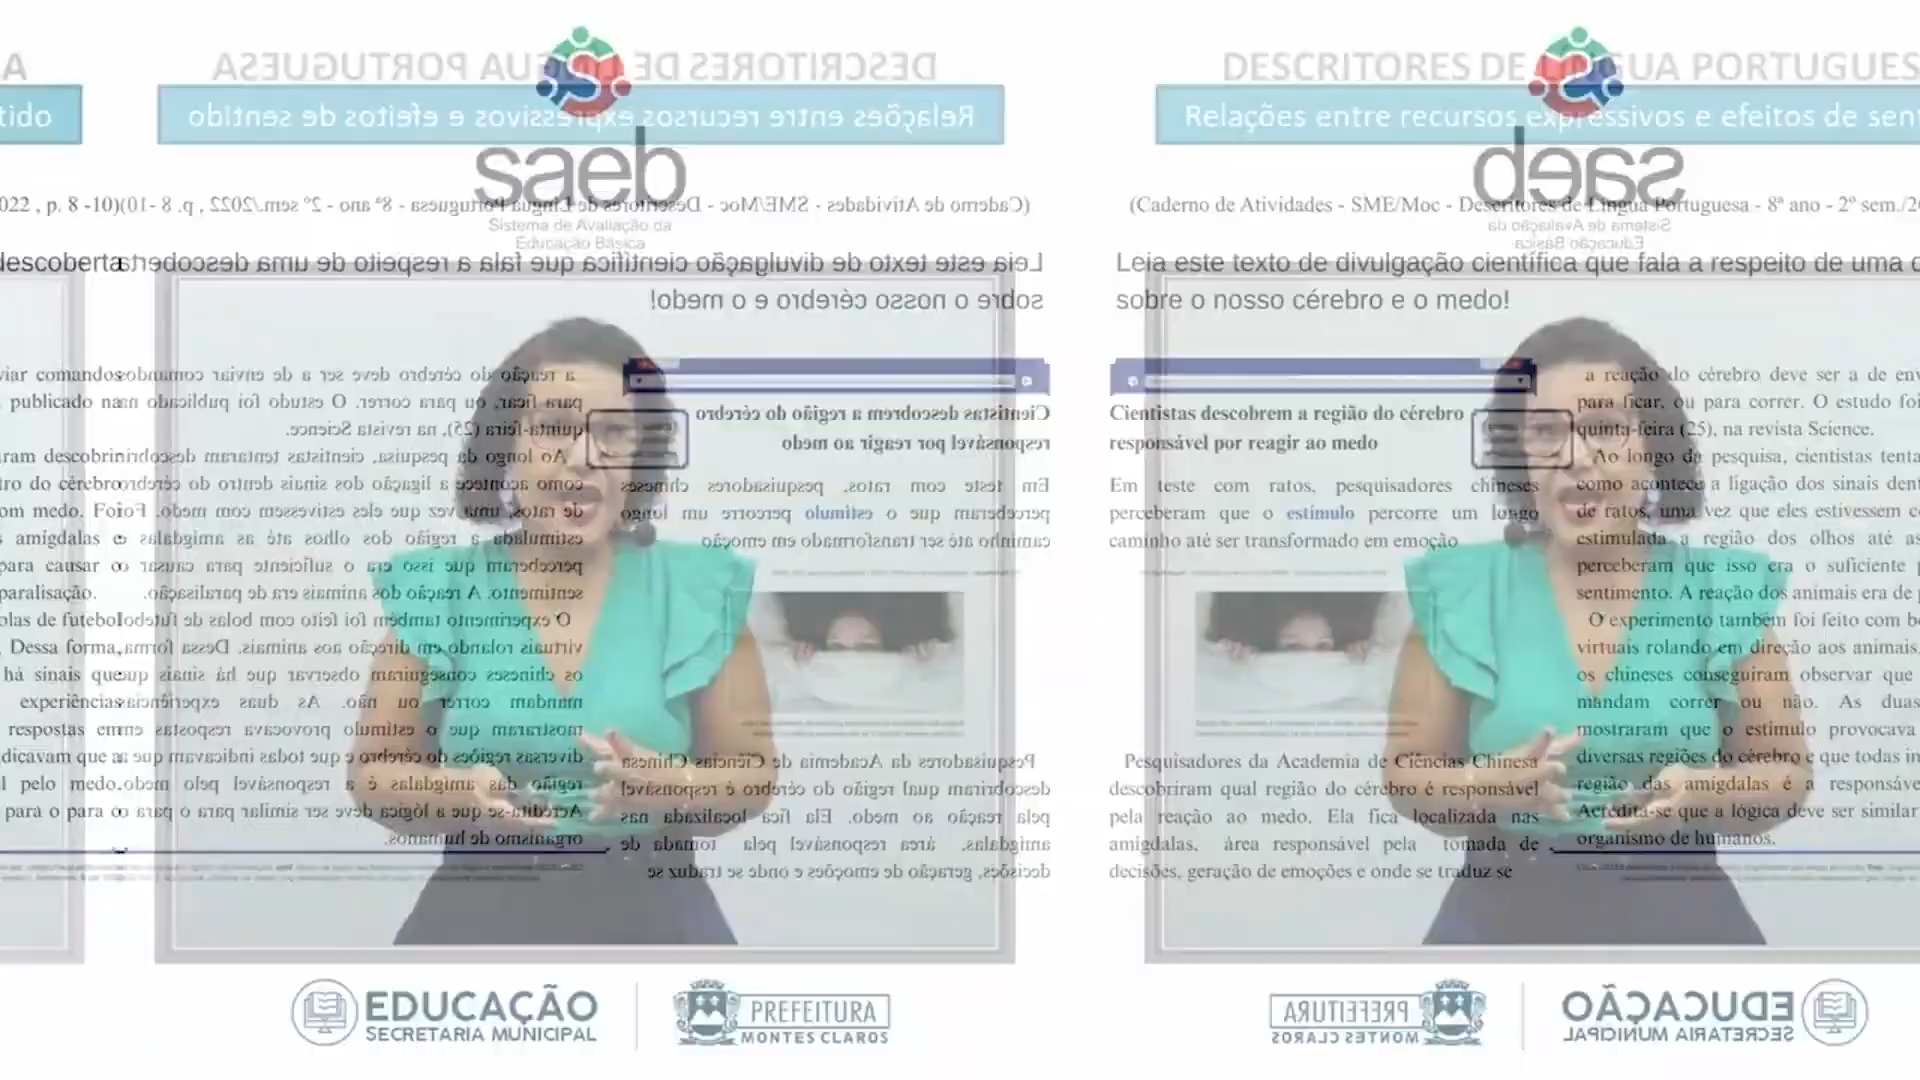 DESCRITORES DE LÍNGUA PORTUGUESA
Relações entre recursos expressivos e efeitos de sentido
saeb
Sistema de Avaliação da
Educação Básica
(Caderno de Atividades - SME/Moc - Descritores de Língua Portuguesa - 8º ano - 2º sem./2022 , p. 8 -10)
Leia este texto de divulgação científica que fala a respeito de uma descoberta
sobre o nosso cérebro e o medo!
Cientistas descobrem a região do cérebro
responsável por reagir ao medo
Em teste com ratos, pesquisadores chineses
perceberam que o estímulo percorre um longo
caminho até ser transformado em emoção
Pesquisadores da Academia de Ciências Chinesa
descobriram qual região do cérebro é responsável
pela reação ao medo. Ela fica localizada nas
amígdalas, área responsável pela tomada de
decisões, geração de emoções e onde se traduz se
a reação do cérebro deve ser a de enviar comandos
para ficar, ou para correr. O estudo foi publicado na
quinta-feira (25), na revista Science.
Ao longo da pesquisa, cientistas tentaram descobrir
como acontece a ligação dos sinais dentro do cérebro
de ratos, uma vez que eles estivessem com medo. Foi
estimulada a região dos olhos até as amígdalas e
perceberam que isso era o suficiente para causar o
sentimento. A reação dos animais era de paralisação.
O experimento também foi feito com bolas de futebol
virtuais rolando em direção aos animais. Dessa forma,
os chineses conseguiram observar que há sinais que
mandam correr ou não. As duas experiências
mostraram que o estímulo provocava respostas em
diversas regiões do cérebro e que todas indicavam que a
região das amígdalas é a responsável pelo medo.
Acredita-se que a lógica deve ser similar para o
organismo de humanos.
EDUCAÇÃO
SECRETARIA MUNICIPAL
PREFEITURA
MONTES CLAROS